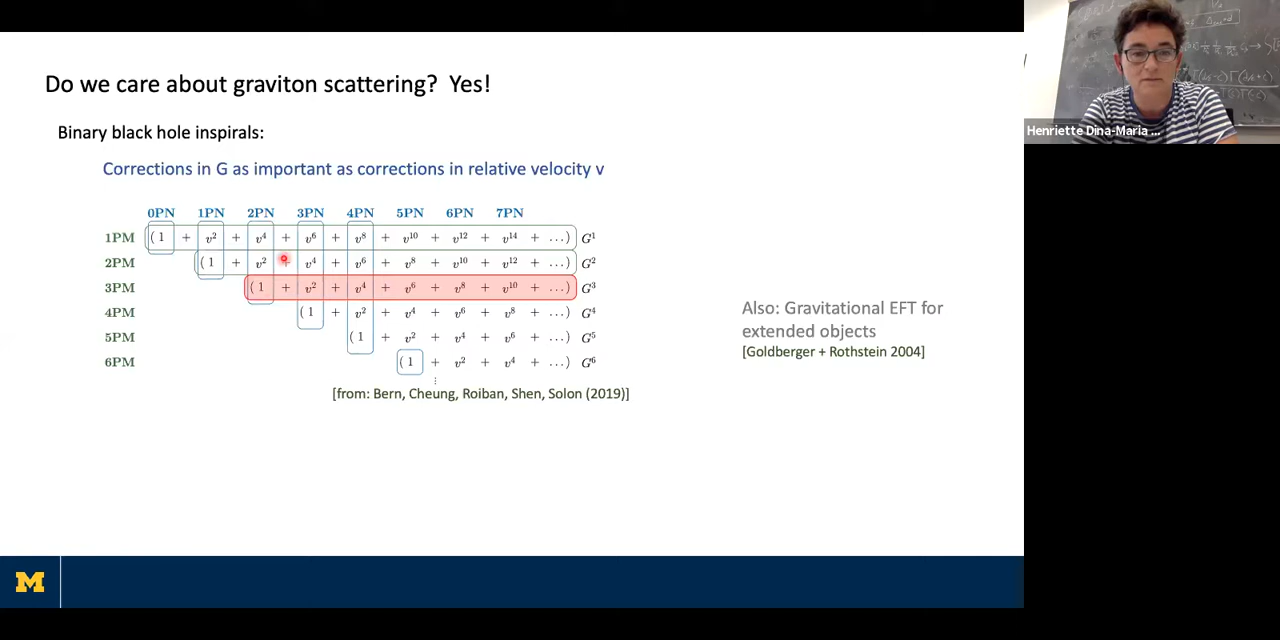 Do we care about graviton scattering? Yes!
Binary black hole inspirals:
Corrections in G as important as corrections in relative velocity v
0PN 1PN 2PN 3PN 4PN 5PN 6PN 7PN
1PM (1 + v² + v⁴ + v⁶ + v⁸ + v¹⁰ + v¹² + v¹⁴ + ...) G¹
2PM (1 + v² + v⁴ + v⁶ + v⁸ + v¹⁰ + v¹² + ...) G²
3PM (1 + v² + v⁴ + v⁶ + v⁸ + v¹⁰ + ...) G³
4PM (1 + v² + v⁴ + v⁶ + v⁸ + ...) G⁴
5PM (1 + v² + v⁴ + v⁶ + ...) G⁵
6PM (1 + v² + v⁴ + ...) G⁶
⋮
[from: Bern, Cheung, Roiban, Shen, Solon (2019)]
Also: Gravitational EFT for
extended objects
[Goldberger + Rothstein 2004]
M
Henriette Dina-Maria ...